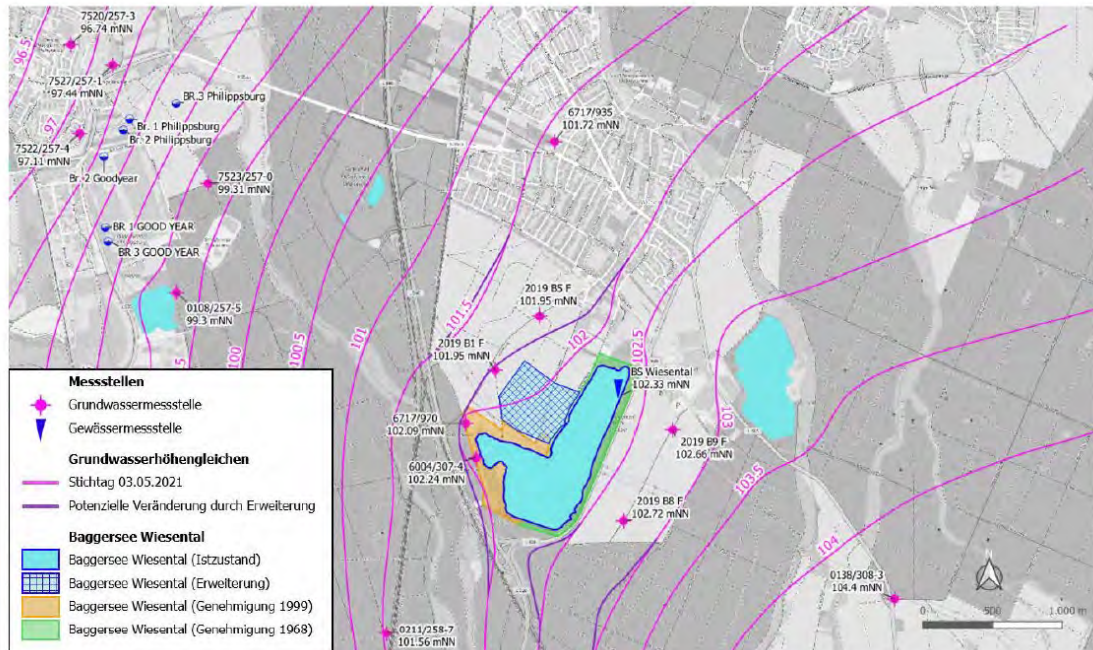 7520/257-3
96.74 mNN
96.5
7527/257-1
97.44 mNN
BR.3 Philippsburg
97
Br. 1 Philippsburg
Br. 2 Philippsburg
7522/257-4
97.11 mNN
Br. 2 Goodyear
7523/257-0
99.31 mNN
6717/935
101.72 mNN
BR 1 GOOD YEAR
BR 3 GOOD YEAR
0108/257-5
99.3 mNN
100
100.5
101
101.5
2019 B5 F
101.95 mNN
102
102.5
2019 B1 F
101.95 mNN
BS Wiesental
102.33 mNN
103
6717/920
102.09 mNN
2019 B9 F
102.66 mNN
6004/307-4
102.24 mNN
103.5
2019 B8 F
102.72 mNN
104
0138/308-3
104.4 mNN
0211/258-7
101.56 mNN
0
500
1.000 m
Messstellen
Grundwassermessstelle
Gewässermessstelle
Grundwasserhöhengleichen
Stichtag 03.05.2021
Potenzielle Veränderung durch Erweiterung
Baggersee Wiesental
Baggersee Wiesental (Istzustand)
Baggersee Wiesental (Erweiterung)
Baggersee Wiesental (Genehmigung 1999)
Baggersee Wiesental (Genehmigung 1968)